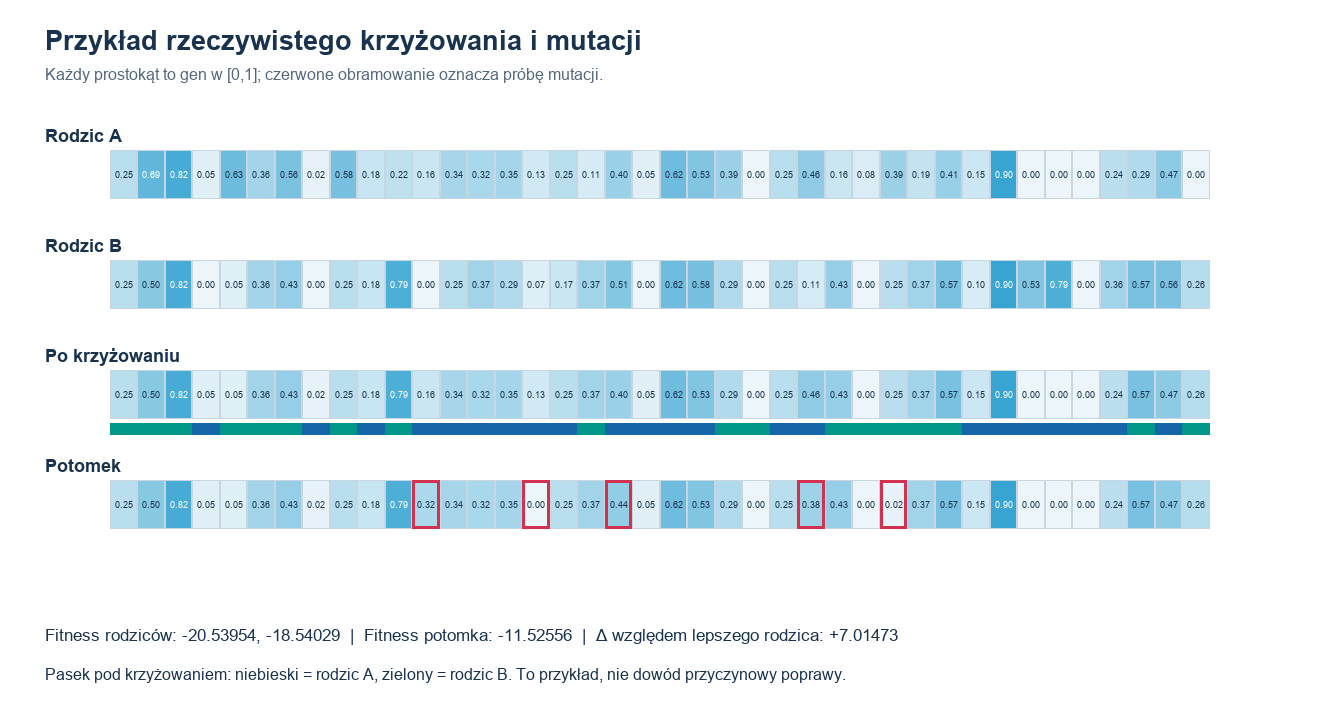 Przykład rzeczywistego krzyżowania i mutacji
Każdy prostokąt to gen w [0,1]; czerwone obramowanie oznacza próbę mutacji.
Rodzic A
0.25 0.69 0.82 0.05 0.63 0.36 0.56 0.02 0.58 0.18 0.22 0.16 0.34 0.32 0.35 0.13 0.25 0.11 0.40 0.05 0.62 0.53 0.39 0.00 0.25 0.46 0.16 0.08 0.39 0.19 0.41 0.15 0.90 0.00 0.00 0.00 0.24 0.29 0.47 0.00
Rodzic B
0.25 0.50 0.82 0.00 0.05 0.36 0.43 0.00 0.25 0.18 0.79 0.00 0.25 0.37 0.29 0.07 0.17 0.37 0.51 0.00 0.62 0.58 0.29 0.00 0.25 0.11 0.43 0.00 0.25 0.37 0.57 0.10 0.90 0.53 0.79 0.00 0.36 0.57 0.56 0.26
Po krzyżowaniu
0.25 0.50 0.82 0.05 0.05 0.36 0.43 0.02 0.25 0.18 0.79 0.16 0.34 0.32 0.35 0.13 0.25 0.37 0.40 0.05 0.62 0.53 0.29 0.00 0.25 0.46 0.43 0.00 0.25 0.37 0.57 0.15 0.90 0.00 0.00 0.00 0.24 0.57 0.47 0.26
Potomek
0.25 0.50 0.82 0.05 0.05 0.36 0.43 0.02 0.25 0.18 0.79 0.32 0.34 0.32 0.35 0.00 0.25 0.37 0.44 0.05 0.62 0.53 0.29 0.00 0.25 0.38 0.43 0.00 0.02 0.37 0.57 0.15 0.90 0.00 0.00 0.00 0.24 0.57 0.47 0.26
Fitness rodziców: -20.53954, -18.54029 | Fitness potomka: -11.52556 | Δ względem lepszego rodzica: +7.01473
Pasek pod krzyżowaniem: niebieski = rodzic A, zielony = rodzic B. To przykład, nie dowód przyczynowy poprawy.